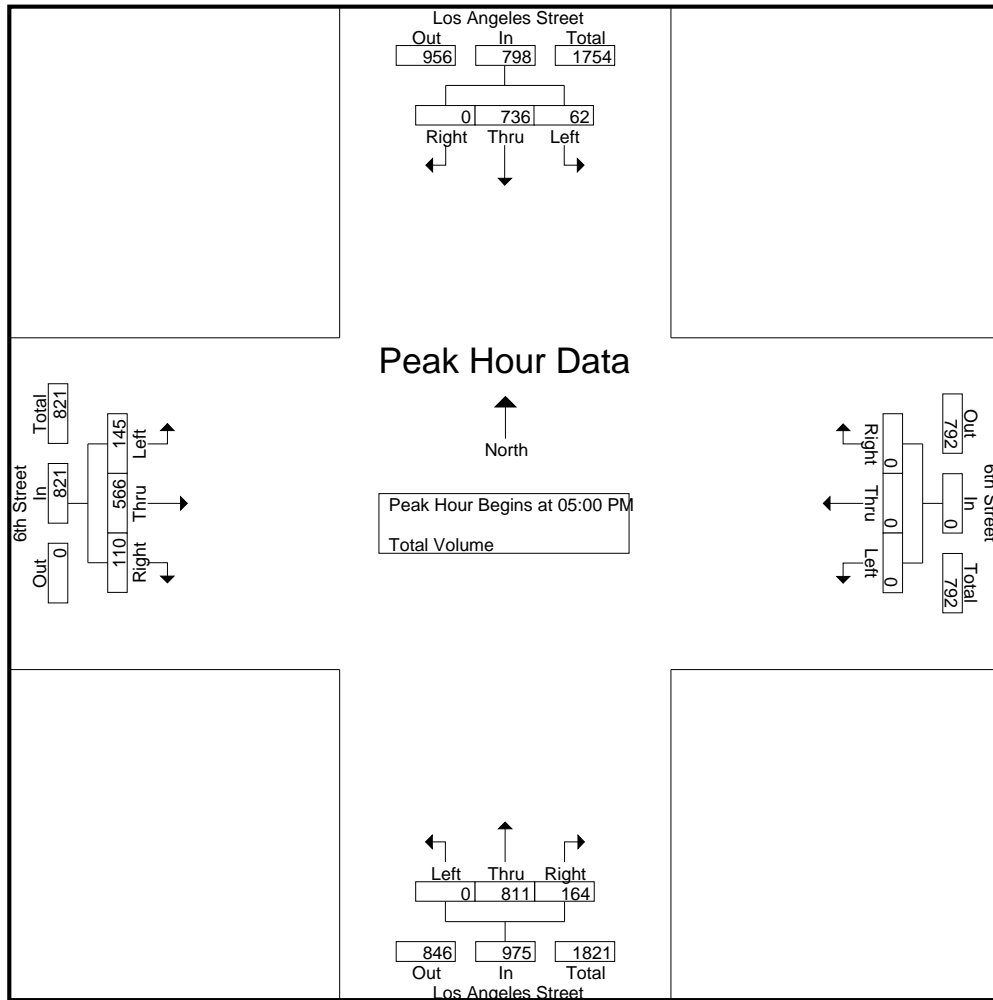 Los Angeles Street
Out In Total
956 798 1754
0 736 62
Right Thru Left
Peak Hour Data
North
Peak Hour Begins at 05:00 PM
Total Volume
6th Street
Out In Total
0 821 821
110 566 145
Right Thru Left
6th Street
Out In Total
792 0 792
0 0 0
Right Thru Left
Left Thru Right
0 811 164
846 975 1821
Out In Total
Los Angeles Street